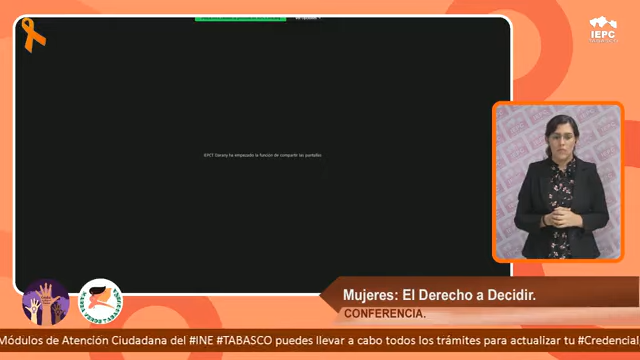 IEPC
TABASCO
IEPCT Dorany ha empezado la función de compartir las pantallas
Mujeres: El Derecho a Decidir.
CONFERENCIA.
Módulos de Atención Ciudadana del #INE #TABASCO puedes llevar a cabo todos los trámites para actualizar tu #Credencial